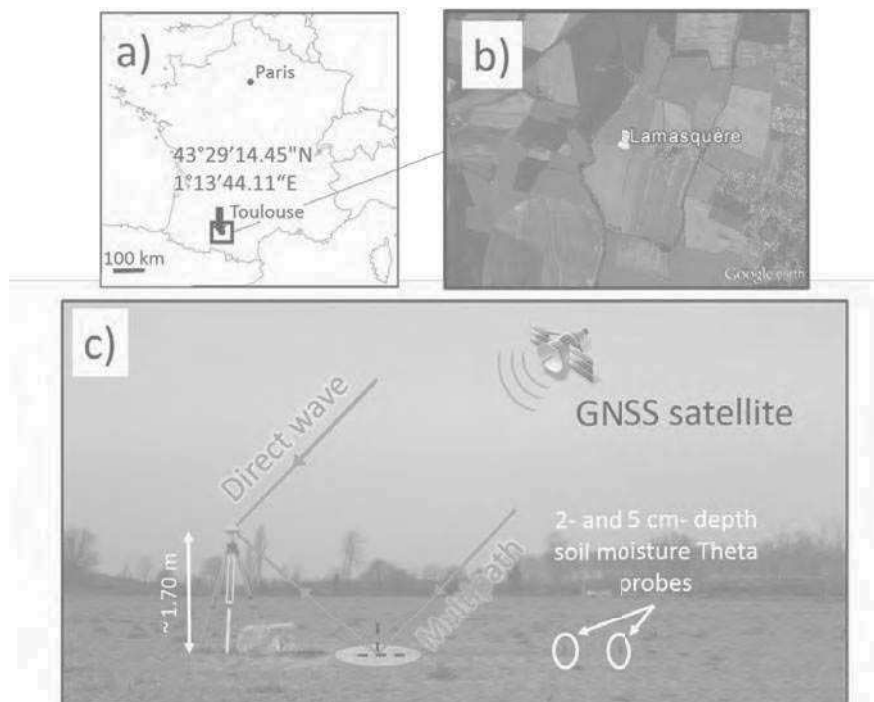 a)
Paris
43°29'14.45"N
1°13'44.11"E
Toulouse
100 km
b)
Lamasquère
Google earth
c)
Direct wave
GNSS satellite
2- and 5 cm- depth
soil moisture Theta
probes
~1.70 m
Multipath